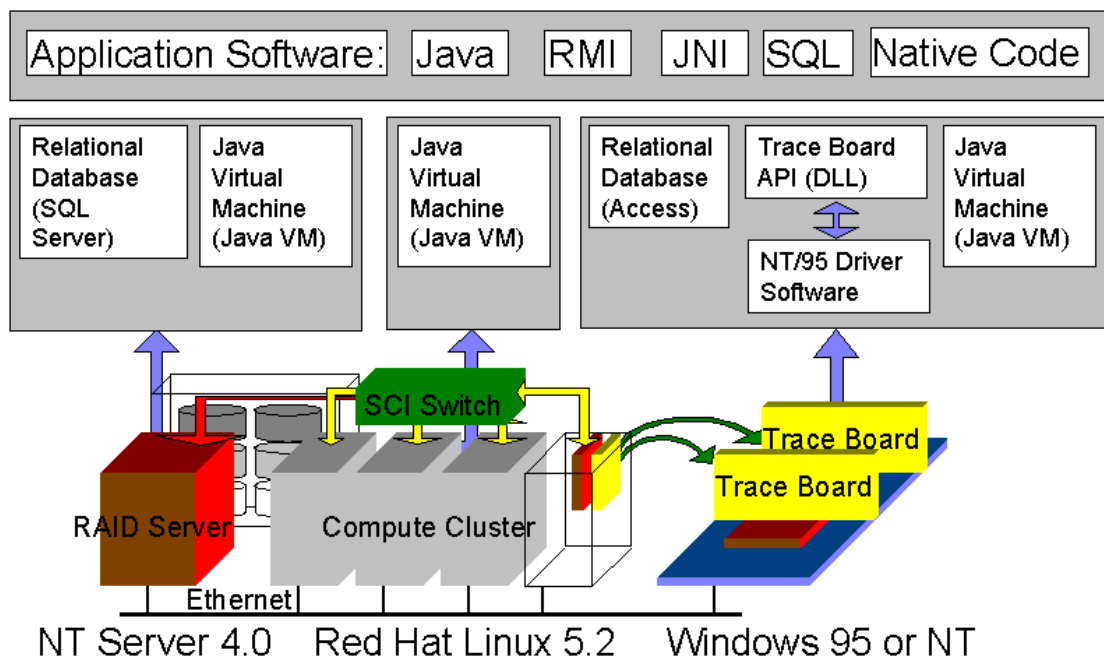 Application Software: Java RMI JNI SQL Native Code
Relational
Database
(SQL
Server)
Java
Virtual
Machine
(Java VM)
Java
Virtual
Machine
(Java VM)
Relational
Database
(Access)
Trace Board
API (DLL)
NT/95 Driver
Software
Java
Virtual
Machine
(Java VM)
SCI Switch
Trace Board
Trace Board
RAID Server
Compute Cluster
Ethernet
NT Server 4.0 Red Hat Linux 5.2 Windows 95 or NT